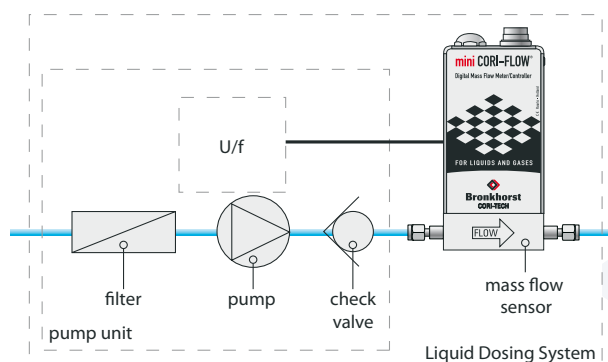 mini CORI-FLOW™
Digital Mass Flow Meter/Controller
U/f
FOR LIQUIDS AND GASES
Bronkhorst
CORI-TECH
FLOW
filter
pump
check
valve
mass flow
sensor
pump unit
Liquid Dosing System